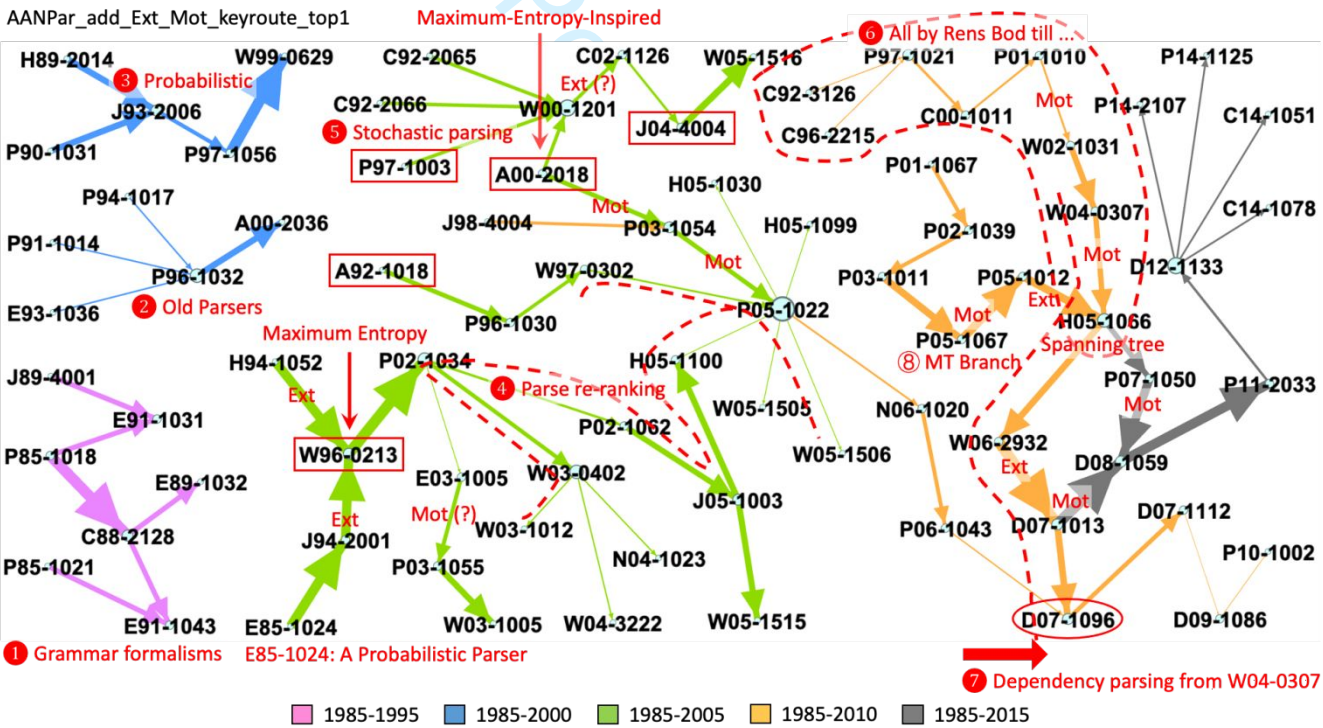 AANPar_add_Ext_Mot_keyroute_top1
Maximum-Entropy-Inspired
❻ All by Rens Bod till ...
H89-2014
W99-0629
C92-2065
C02-1126
W05-1516
P97-1021
P01-1010
P14-1125
❸ Probabilistic
Ext (?)
J93-2006
C92-2066
W00-1201
C92-3126
Mot
P14-2107
C00-1011
C14-1051
❺ Stochastic parsing
J04-4004
C96-2215
P90-1031
P97-1056
W02-1031
P97-1003
A00-2018
P01-1067
H05-1030
P94-1017
Mot
W04-0307
C14-1078
A00-2036
J98-4004
P03-1054
H05-1099
P02-1039
P91-1014
Mot
Mot
P96-1032
A92-1018
W97-0302
P03-1011
P05-1012
D12-1133
❷ Old Parsers
Ext
E93-1036
P05-1022
Mot
P96-1030
H05-1066
Maximum Entropy
P05-1067
Spanning tree
H94-1052
P02-1034
H05-1100
⑧ MT Branch
J89-4001
❹ Parse re-ranking
P07-1050
P11-2033
Ext
Mot
E91-1031
W05-1505
N06-1020
P02-1062
W06-2932
P85-1018
W96-0213
W05-1506
D08-1059
E03-1005
W03-0402
Ext
E89-1032
J05-1003
Mot
Mot (?)
Ext
W03-1012
P06-1043
D07-1013
D07-1112
C88-2128
J94-2001
P10-1002
N04-1023
P85-1021
P03-1055
E91-1043
E85-1024
W03-1005
W04-3222
W05-1515
D07-1096
D09-1086
❶ Grammar formalisms
E85-1024: A Probabilistic Parser
❼ Dependency parsing from W04-0307
1985-1995
1985-2000
1985-2005
1985-2010
1985-2015